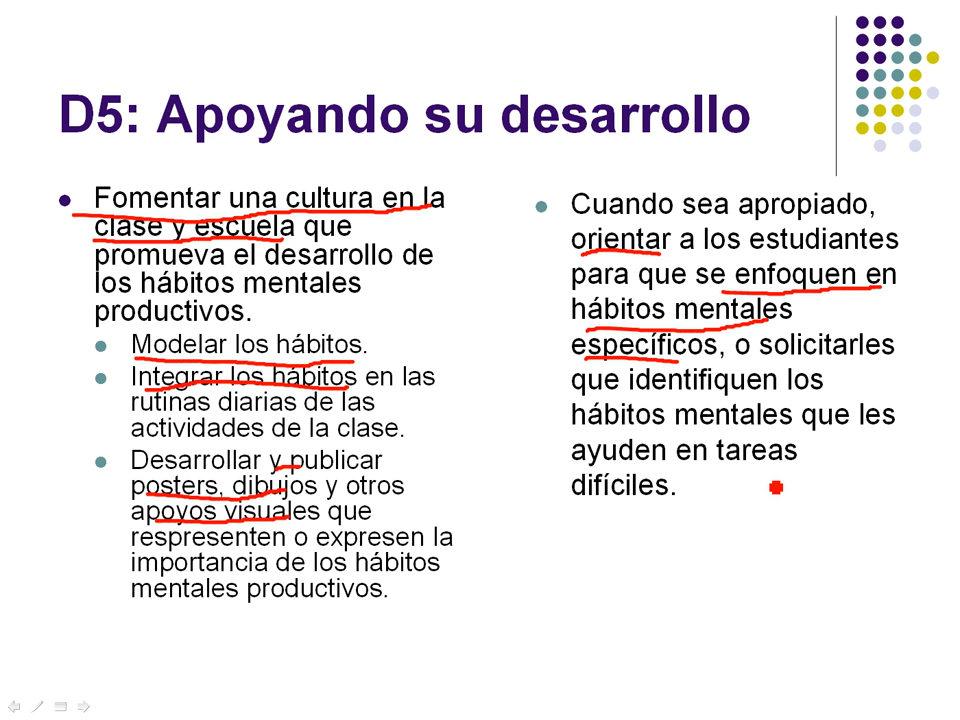 D5: Apoyando su desarrollo
Fomentar una cultura en la
clase y escuela que
promueva el desarrollo de
los hábitos mentales
productivos.
Modelar los hábitos.
Integrar los hábitos en las
rutinas diarias de las
actividades de la clase.
Desarrollar y publicar
posters, dibujos y otros
apoyos visuales que
respresenten o expresen la
importancia de los hábitos
mentales productivos.
Cuando sea apropiado,
orientar a los estudiantes
para que se enfoquen en
hábitos mentales
específicos, o solicitarles
que identifiquen los
hábitos mentales que les
ayuden en tareas
difíciles.